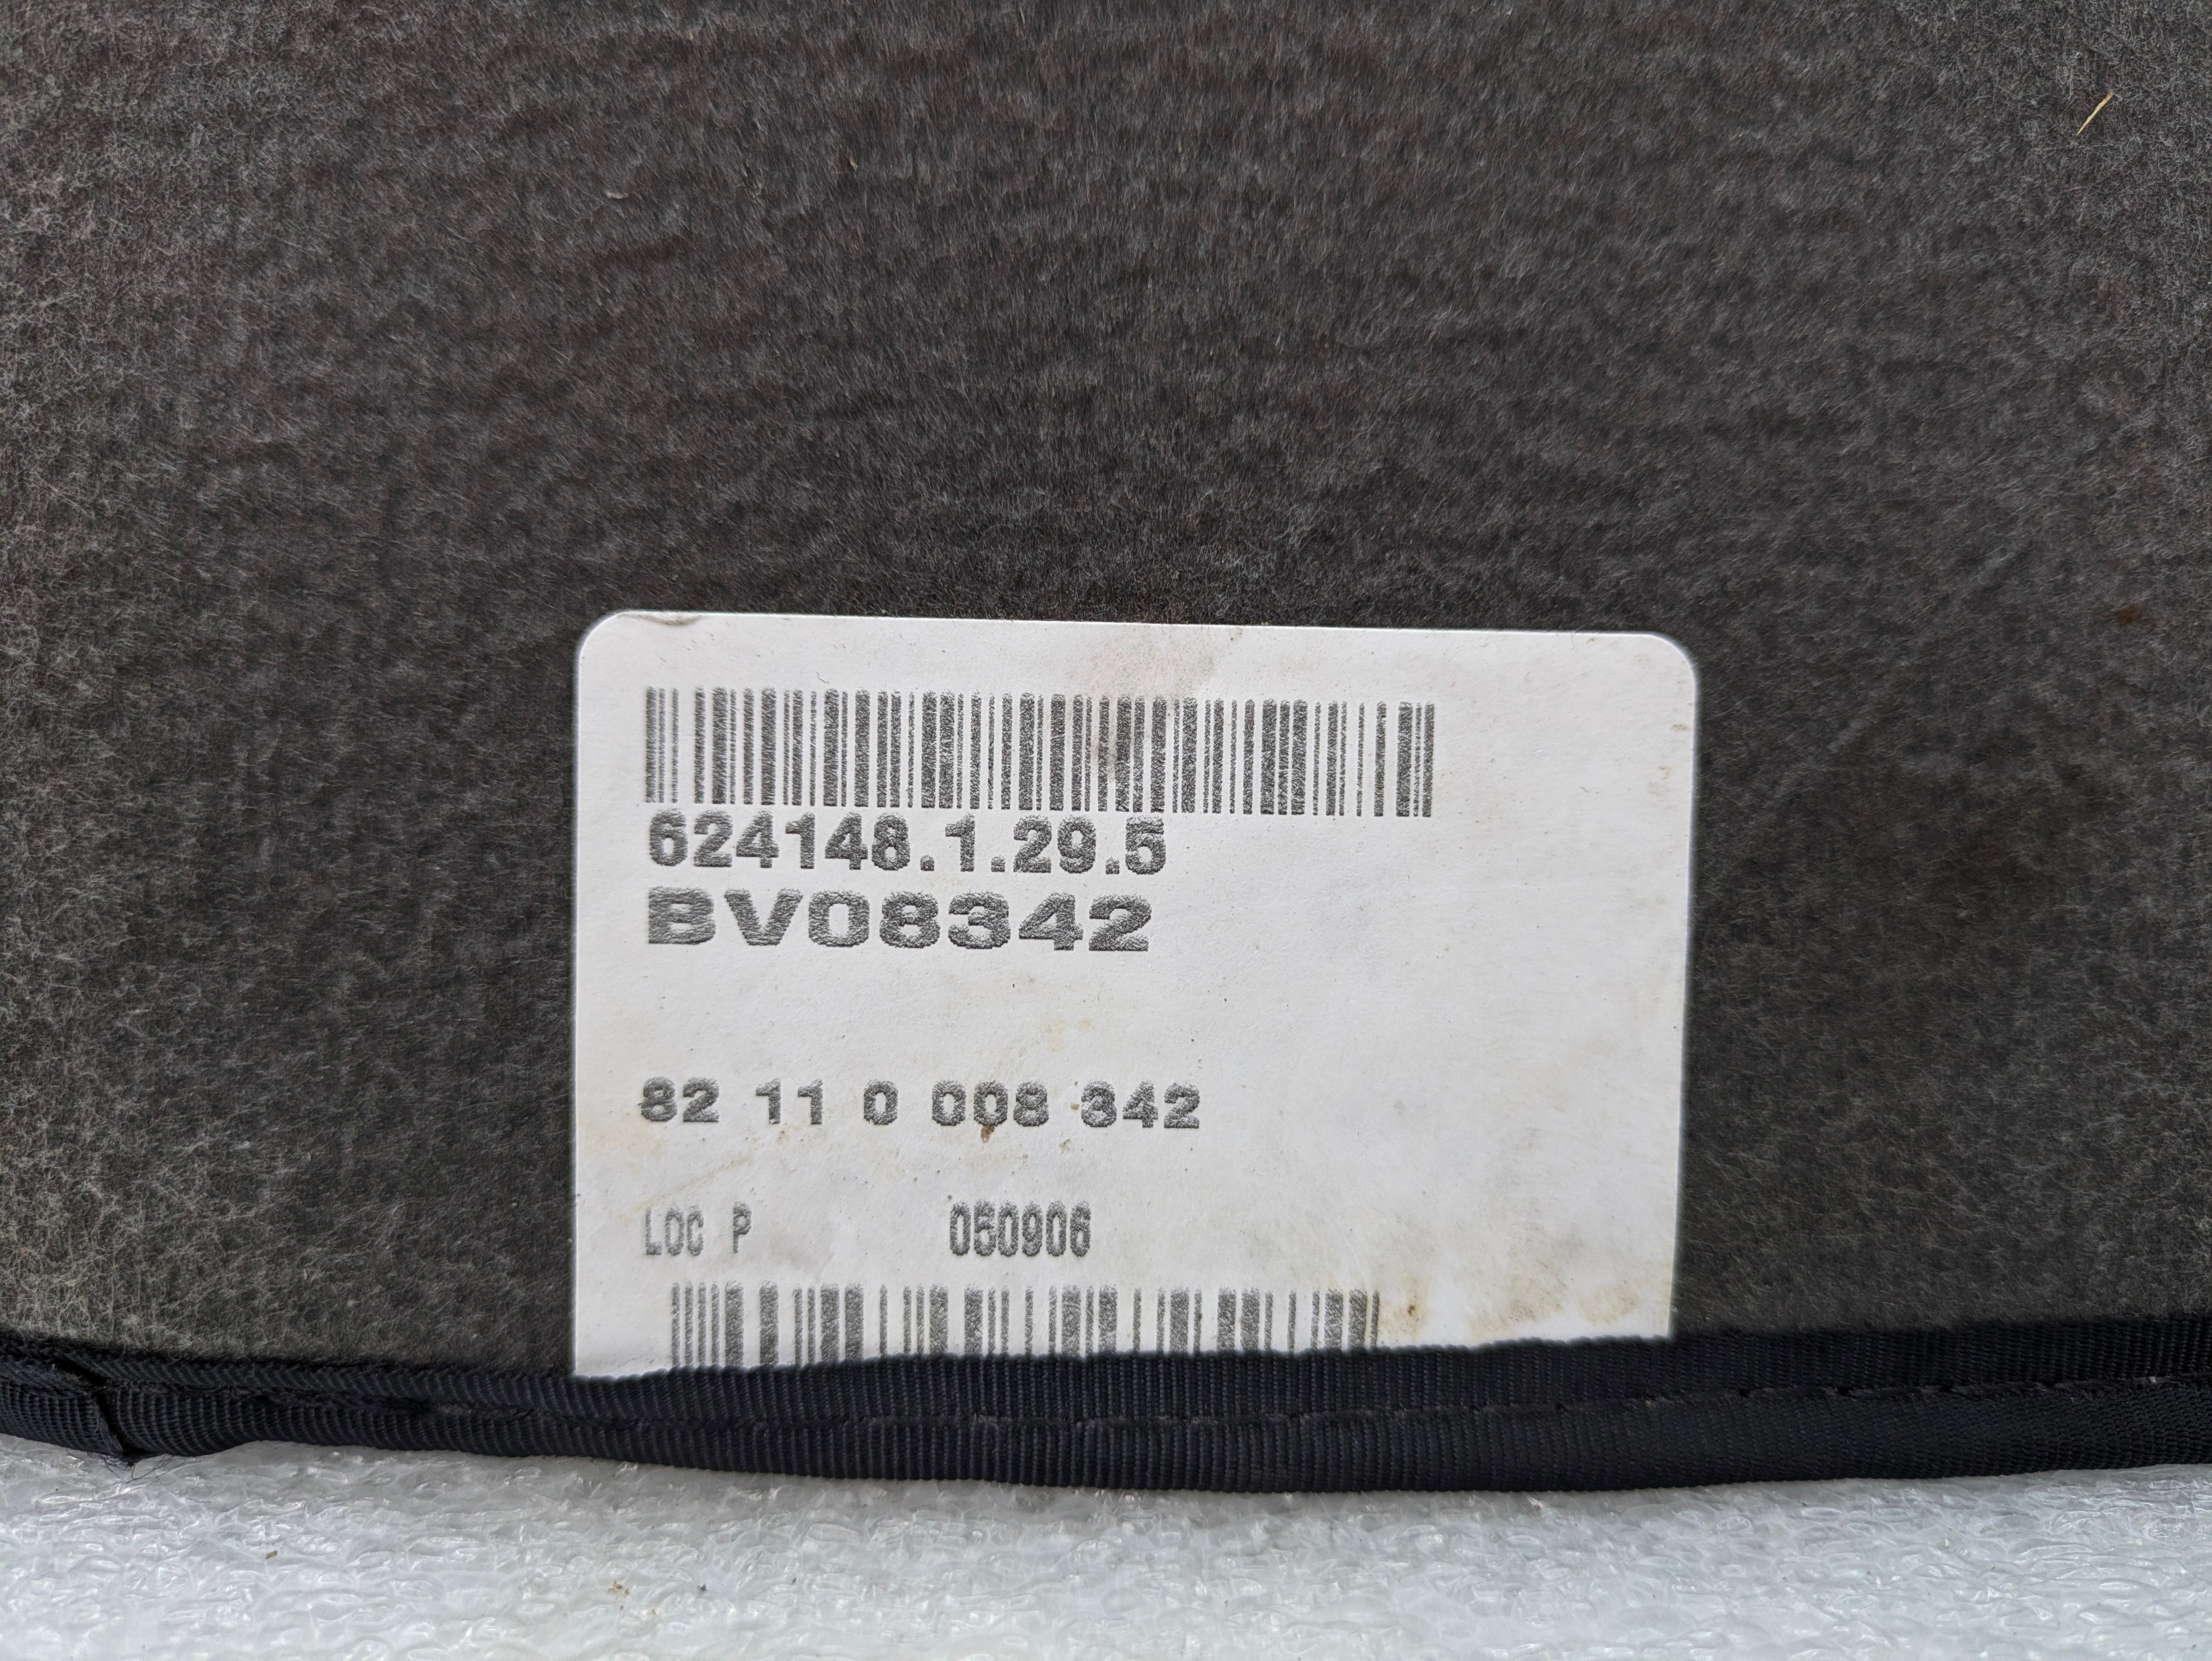 624148.1.29.5
BV08342
82 11 0 008 342
LOC P 050906